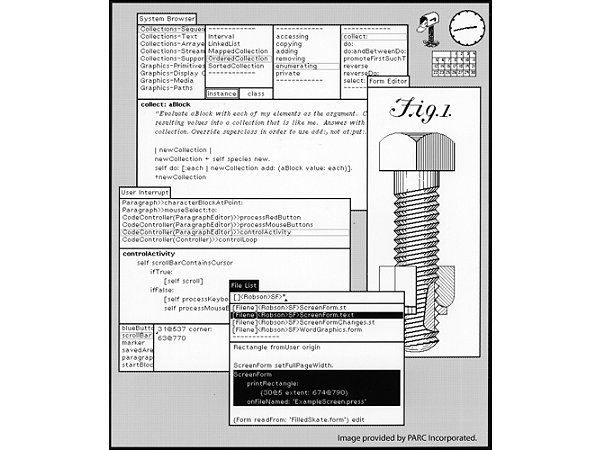 System Browser
Collections-Text
Collections-Arraye
Collections-Stream
Collections-Suppor
Graphics-Primitives
Graphics-Display
Graphics-Media
Graphics-Paths
------------
Interval
LinkedList
MappedCollection
OrderedCollection
SortedCollection
------------
instance
class
------------
accessing
copying
adding
removing
enumerating
private
------------
------------
collect:
do:
do:andBetweenDo:
promoteFirstSuchT
reverse
reverseDo:
select:
collect: aBlock
"Evaluate aBlock with each of my elements as the argument. C
resulting values into a collection that is like me. Answer with
collection. Override superclass in order to use add:, not at:put:.
| newCollection |
newCollection ← self species new.
self do: [:each | newCollection add: (aBlock value: each)].
↑newCollection
Form Editor
Fig.1.
User Interrupt
Paragraph>>characterBlockAtPoint:
Paragraph>>mouseSelect:to:
CodeController(ParagraphEditor)>>processRedButton
CodeController(ParagraphEditor)>>processMouseButtons
CodeController(ParagraphEditor)>>controlActivity
CodeController(Controller)>>controlLoop
controlActivity
self scrollBarContainsCursor
ifTrue:
[self scroll]
ifFalse:
[self processKeybo
self processMouseB
blueButto
scrollBar
marker
savedArea
paragrap
startBloc
31@537 corner:
63@770
File List
[]<Robson>SF>*
[Filene]<Robson>SF>ScreenForm.st
[Filene]<Robson>SF>ScreenForm.text
[Filene]<Robson>SF>ScreenFormChanges.st
[Filene]<Robson>SF>WordGraphics.form
------------
Rectangle fromUser origin
ScreenForm setFullPageWidth.
ScreenForm
printRectangle:
(30@5 extent: 674@790)
onFileNamed: 'ExampleScreen.press'
(Form readFrom: 'FilledSkate.form') edit
Image provided by PARC Incorporated.